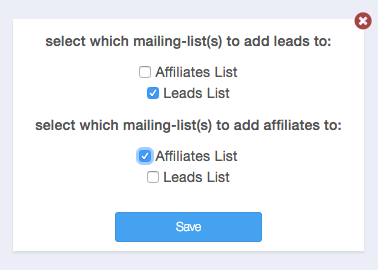 select which mailing-list(s) to add leads to:
Affiliates List
Leads List
select which mailing-list(s) to add affiliates to:
Affiliates List
Leads List
Save